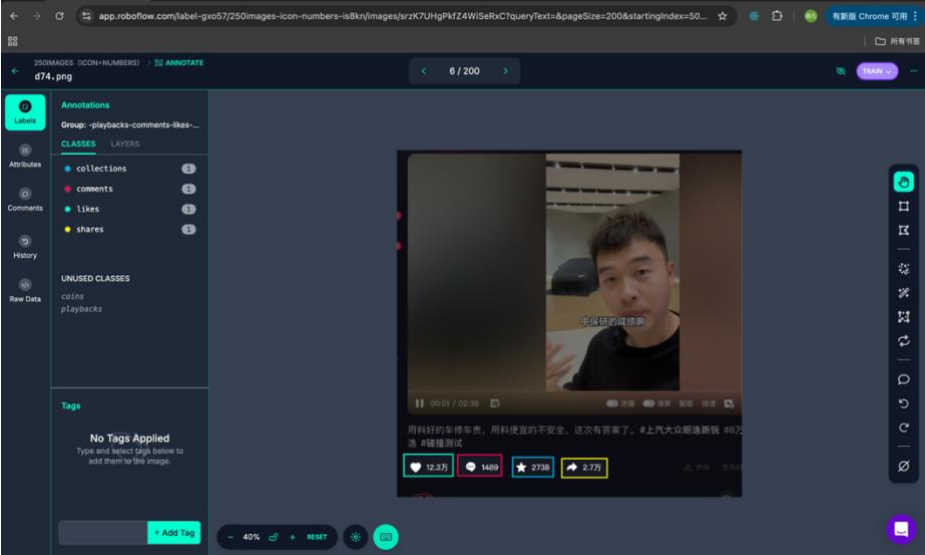 app.roboflow.com/label-gxo57/250images-icon-numbers-is8kn/images/srzK7UHgPkfZ4WiSeRxC?queryText=&pageSize=200&startingIndex=50...
有新版 Chrome 可用
所有书签
250IMAGES (ICON+NUMBERS) > ANNOTATE
d74.png
6 / 200
TRAIN
Labels
Attributes
Comments
History
Raw Data
Annotations
Group: -playbacks-comments-likes-...
CLASSES LAYERS
collections 1
comments 1
likes 1
shares 1
UNUSED CLASSES
coins
playbacks
Tags
No Tags Applied
Type and select tags below to
add them to the image.
+ Add Tag
中保研的成绩啊
00:01 / 02:36
用料好的车修车贵，用料便宜的不安全，这次有答案了。#上汽大众朗逸新锐 #8万
选 #碰撞测试
12.3万 1489 2738 2.7万
- 40% + RESET